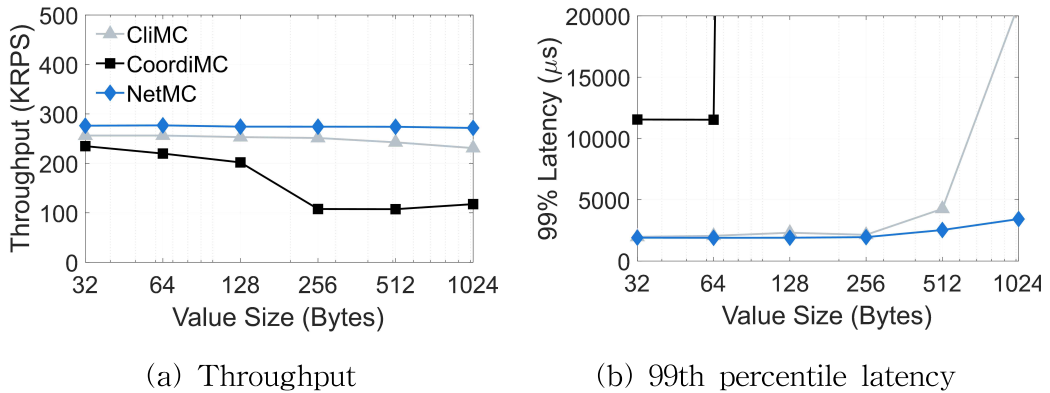 500
400
300
200
100
0
Throughput (KRPS)
CliMC
CoordiMC
NetMC
32 64 128 256 512 1024
Value Size (Bytes)
(a) Throughput
20000
15000
10000
5000
0
99% Latency (μs)
32 64 128 256 512 1024
Value Size (Bytes)
(b) 99th percentile latency